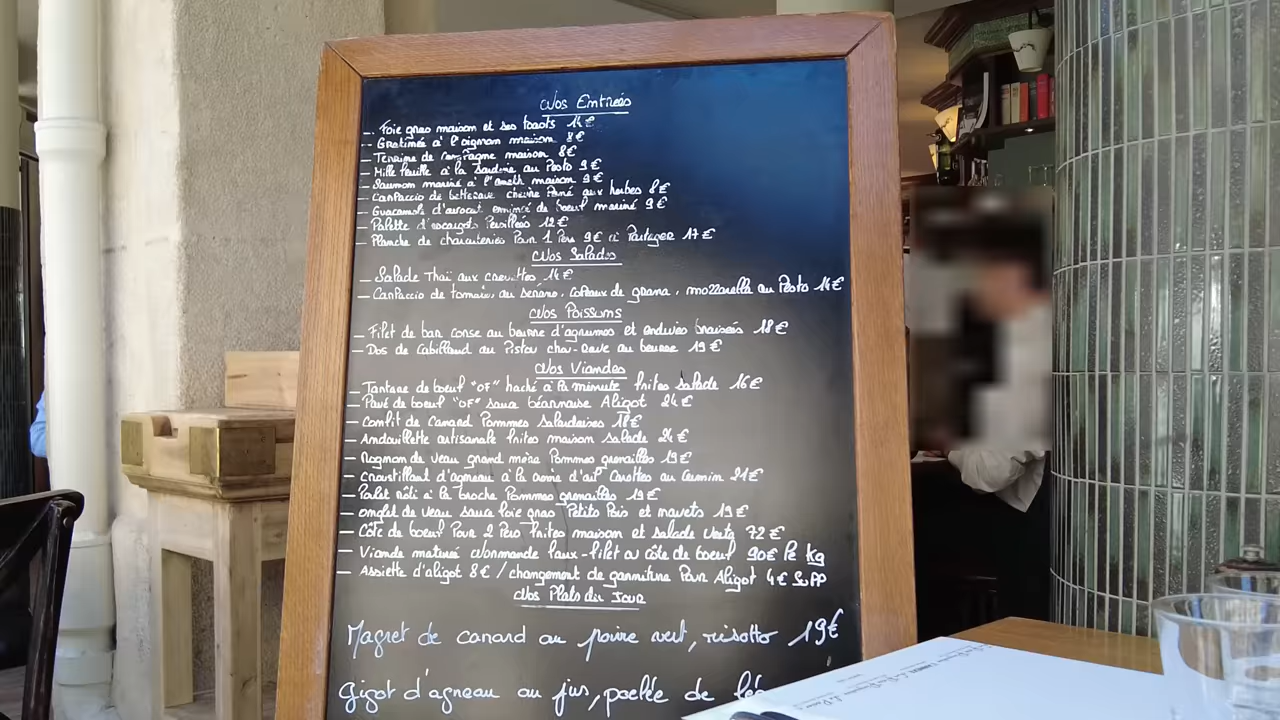 Nos Entrées
- Foie gras maison et ses toasts 14€
- Gratinée à l'oignon maison 8€
- Terrine de campagne maison 8€
- Mille feuille à la Sardine au Pesto 9€
- Saumon mariné à l'aneth maison 9€
- Carpaccio de betterave chèvre Pané aux herbes 8€
- Guacamole d'avocat émincé de boeuf mariné 9€
- Palette d'escargots Persillées 12€
- Planche de charcuteries Pour 1 Pers 9€ à Partager 17€
Nos Salades
- Salade Thaï aux crevettes 14€
- Carpaccio de tomates au Serrano, Copeaux de grana, mozzarella au Pesto 14€
Nos Poissons
- Filet de bar corse au beurre d'agrumes et endives braisées 18€
- Dos de Cabillaud au Pistou au beurre 19€
Nos Viandes
- Tartare de boeuf "OF" haché à la minute frites salade 16€
- Pavé de boeuf "OF" sauce béarnaise Aligot 24€
- Confit de canard Pommes Salardaises 18€
- Andouillette artisanale frites maison salade 24€
- Rognon de veau grand mère Pommes grenailles 19€
- Croustillant d'agneau à la crème d'ail Carottes au Cumin 21€
- Poulet rôti à la broche Pommes grenailles 19€
- onglet de veau sauce foie gras Petits Pois et navets 19€
- Côte de boeuf Pour 2 Pers frites maison et salade verte 72€
- Viande maturée Normande faux-filet ou côte de boeuf 90€ le kg
- Assiette d'aligot 8€ / changement de garniture Pour Aligot 4€ SUPP
Nos Plats du Jour
Magret de canard au poivre vert, risotto 19€
Gigot d'agneau au jus, poêlée de